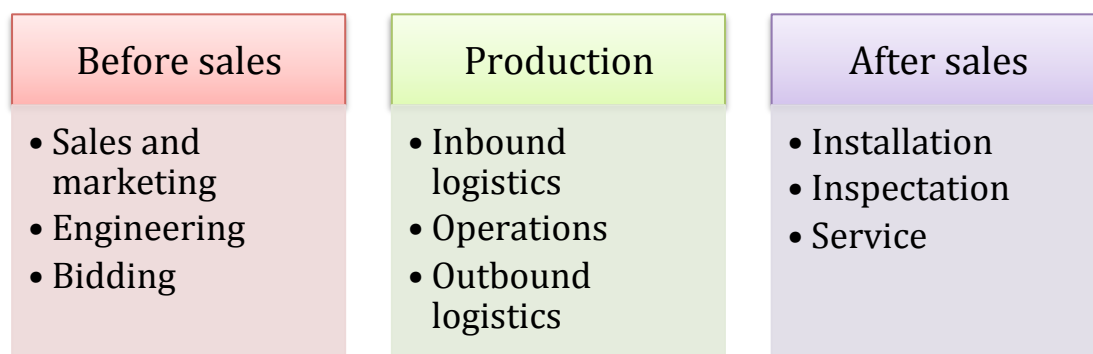 Before sales
• Sales and
marketing
• Engineering
• Bidding
Production
• Inbound
logistics
• Operations
• Outbound
logistics
After sales
• Installation
• Inspectation
• Service